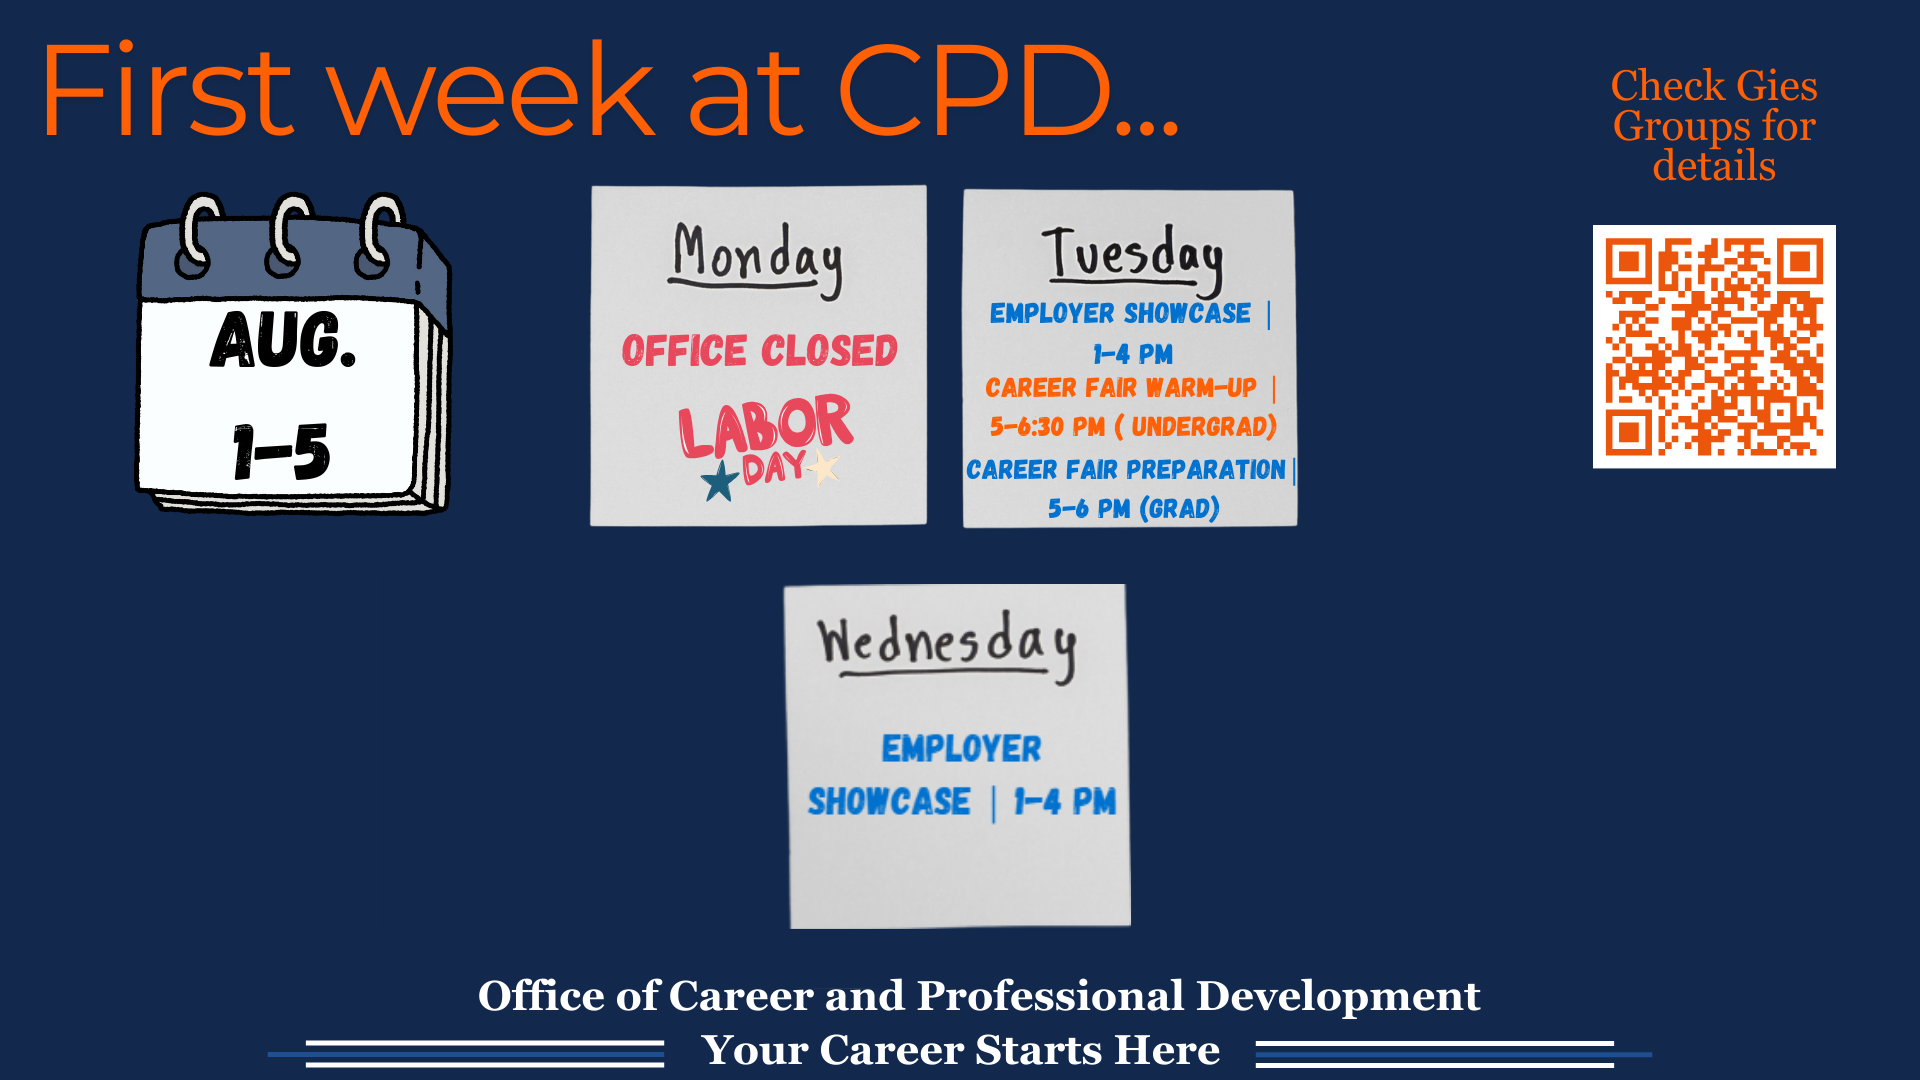 First week at CPD...
Check Gies
Groups for
details
AUG.
1-5
Monday
OFFICE CLOSED
LABOR
DAY
Tuesday
EMPLOYER SHOWCASE |
1-4 PM
CAREER FAIR WARM-UP |
5-6:30 PM ( UNDERGRAD)
CAREER FAIR PREPARATION|
5-6 PM (GRAD)
Wednesday
EMPLOYER
SHOWCASE | 1-4 PM
Office of Career and Professional Development
Your Career Starts Here